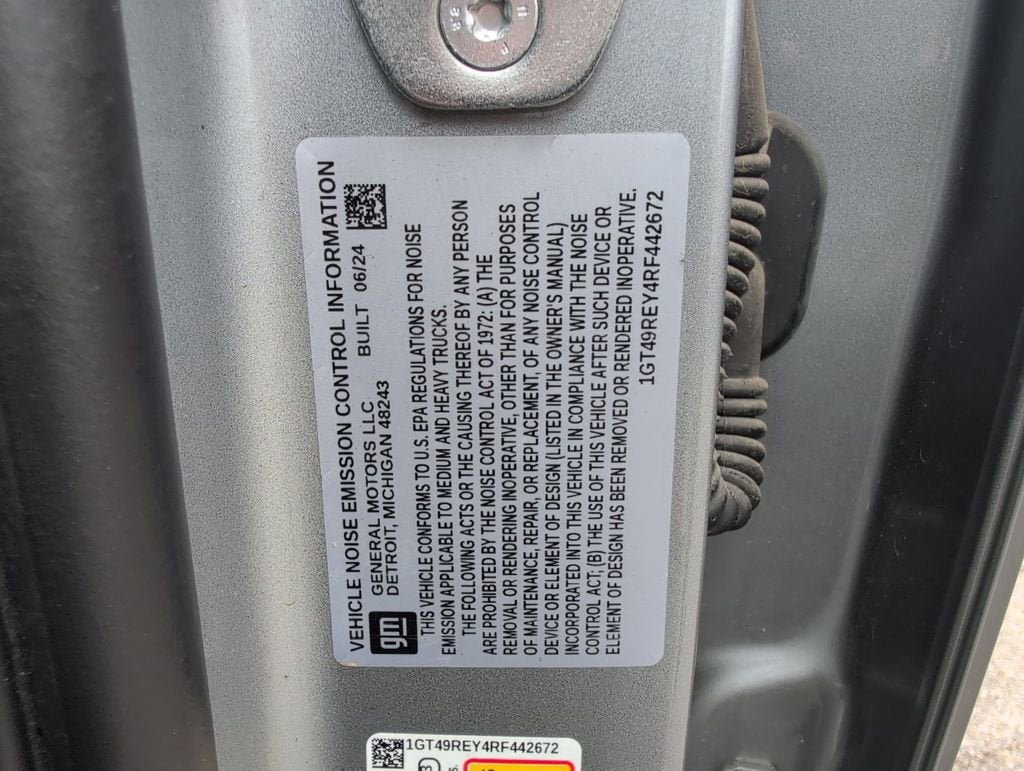 VEHICLE NOISE EMISSION CONTROL INFORMATION
gm
GENERAL MOTORS LLC
DETROIT, MICHIGAN 48243
BUILT 06/24
THIS VEHICLE CONFORMS TO U.S. EPA REGULATIONS FOR NOISE
EMISSION APPLICABLE TO MEDIUM AND HEAVY TRUCKS.
THE FOLLOWING ACTS OR THE CAUSING THEREOF BY ANY PERSON
ARE PROHIBITED BY THE NOISE CONTROL ACT OF 1972: (A) THE
REMOVAL OR RENDERING INOPERATIVE, OTHER THAN FOR PURPOSES
OF MAINTENANCE, REPAIR, OR REPLACEMENT, OF ANY NOISE CONTROL
DEVICE OR ELEMENT OF DESIGN (LISTED IN THE OWNER'S MANUAL)
INCORPORATED INTO THIS VEHICLE IN COMPLIANCE WITH THE NOISE
CONTROL ACT; (B) THE USE OF THIS VEHICLE AFTER SUCH DEVICE OR
ELEMENT OF DESIGN HAS BEEN REMOVED OR RENDERED INOPERATIVE.
1GT49REY4RF442672
1GT49REY4RF442672